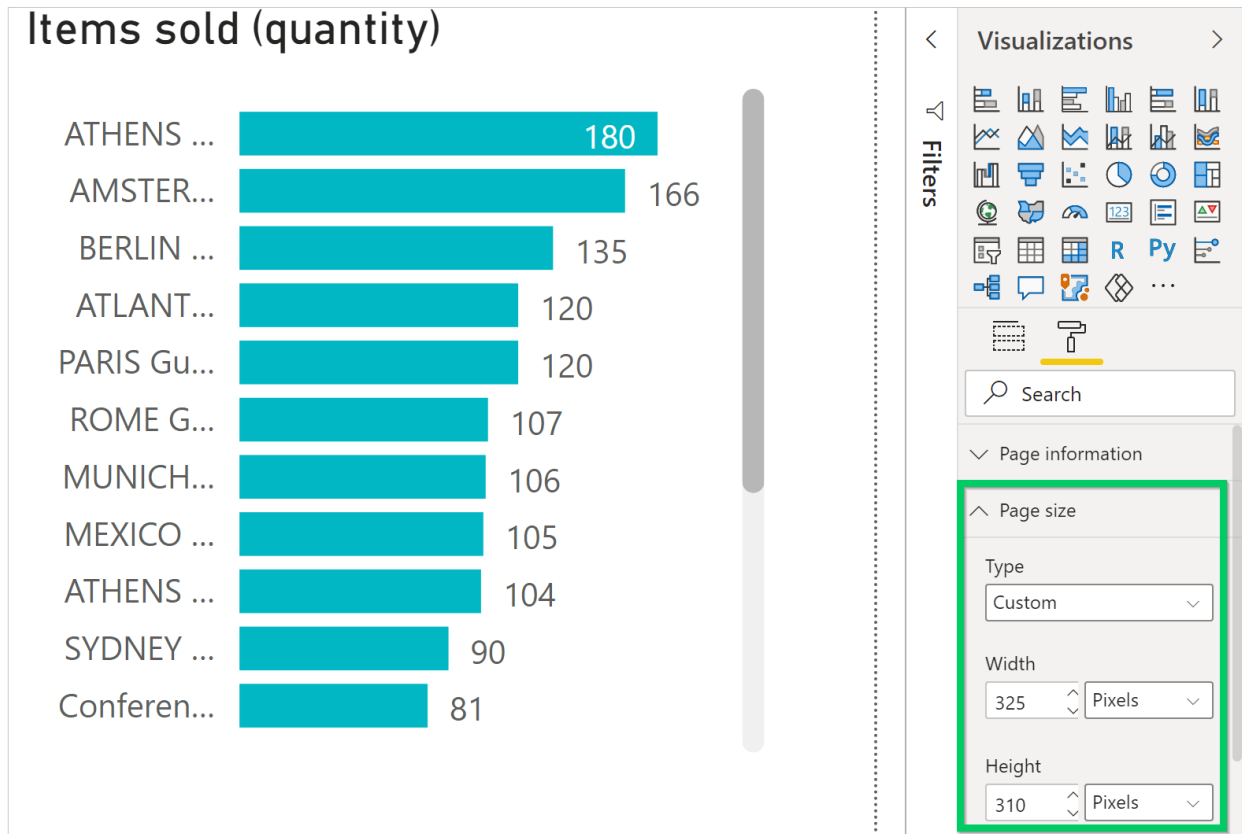 Items sold (quantity)
ATHENS ... 180
AMSTER... 166
BERLIN ... 135
ATLANT... 120
PARIS Gu... 120
ROME G... 107
MUNICH... 106
MEXICO ... 105
ATHENS ... 104
SYDNEY ... 90
Conferen... 81
Filters
Visualizations
123
R Py
...
Search
Page information
Page size
Type
Custom
Width
325 Pixels
Height
310 Pixels